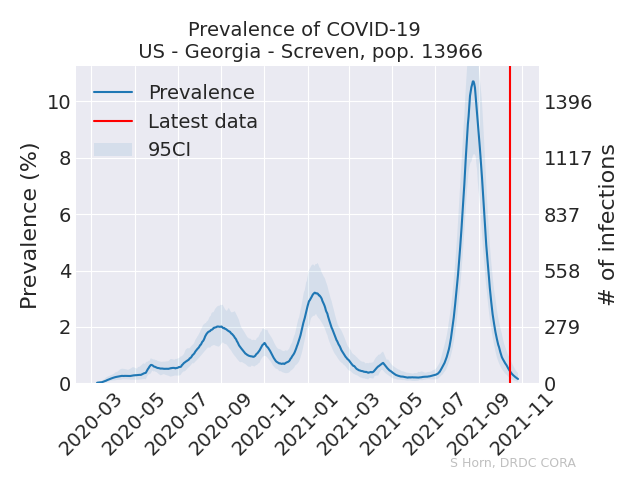 Prevalence of COVID-19
US - Georgia - Screven, pop. 13966
Prevalence
Latest data
95CI
Prevalence (%)
10
8
6
4
2
0
1396
1117
837
558
279
0
# of infections
2020-03
2020-05
2020-07
2020-09
2020-11
2021-01
2021-03
2021-05
2021-07
2021-09
2021-11
S Horn, DRDC CORA